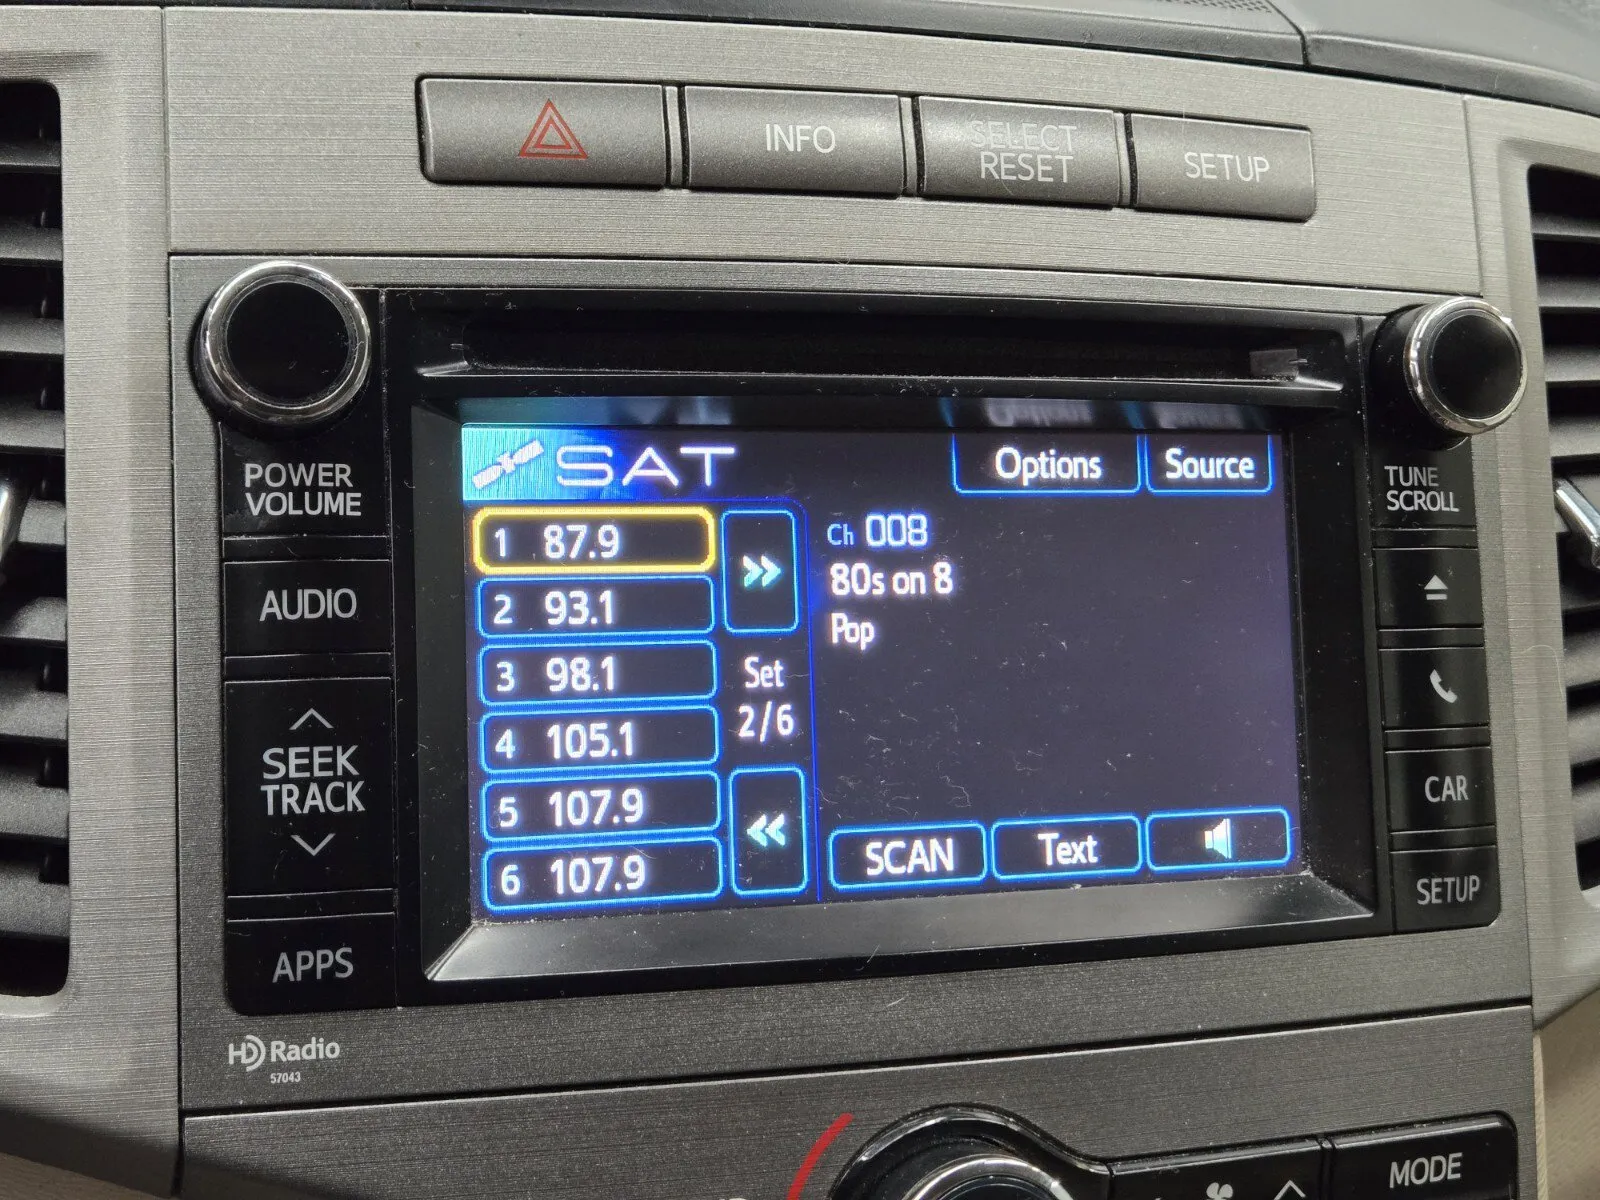 INFO
SELECT
RESET
SETUP
POWER
VOLUME
AUDIO
SEEK
TRACK
APPS
SAT
Options
Source
1 87.9
2 93.1
3 98.1
4 105.1
5 107.9
6 107.9
Set
2/6
Ch 008
80s on 8
Pop
SCAN
Text
TUNE
SCROLL
CAR
SETUP
HD Radio
57043
MODE